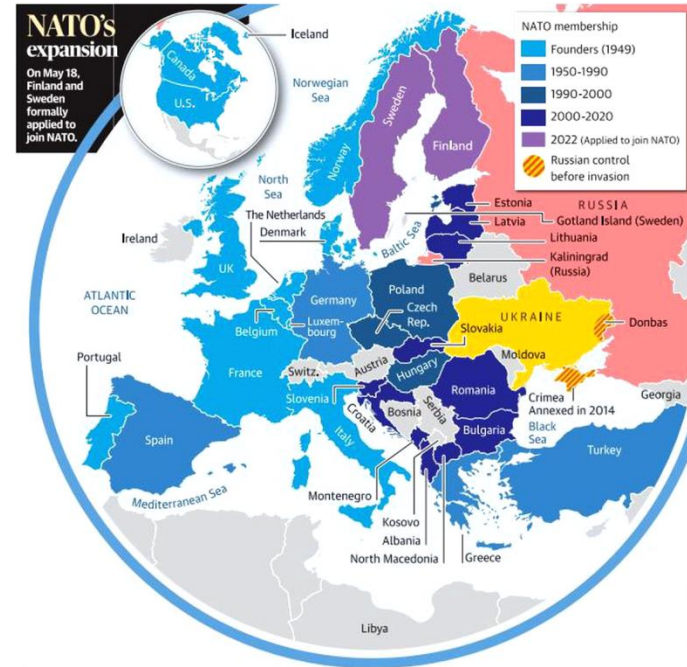 NATO's
expansion
On May 18,
Finland and
Sweden
formally
applied to
join NATO.
Canada
U.S.
Iceland
Norwegian
Sea
NATO membership
Founders (1949)
1950-1990
1990-2000
2000-2020
2022 (Applied to join NATO)
Russian control
before invasion
Sweden
Finland
Norway
RUSSIA
North
Sea
Estonia
Latvia
Gotland Island (Sweden)
Lithuania
Kaliningrad
(Russia)
The Netherlands
Denmark
Baltic Sea
Ireland
UK
Belarus
ATLANTIC
OCEAN
Germany
Poland
Czech
Rep.
UKRAINE
Belgium
Luxem-
bourg
Slovakia
Donbas
Portugal
France
Switz.
Austria
Hungary
Moldova
Slovenia
Romania
Crimea
Annexed in 2014
Georgia
Spain
Croatia
Bosnia
Serbia
Italy
Bulgaria
Black
Sea
Turkey
Mediterranean Sea
Montenegro
Kosovo
Albania
North Macedonia
Greece
Libya